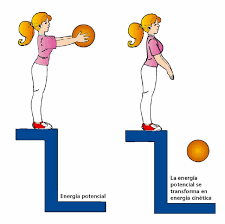 Energía potencial
La energía
potencial se
transforma en
energía cinética